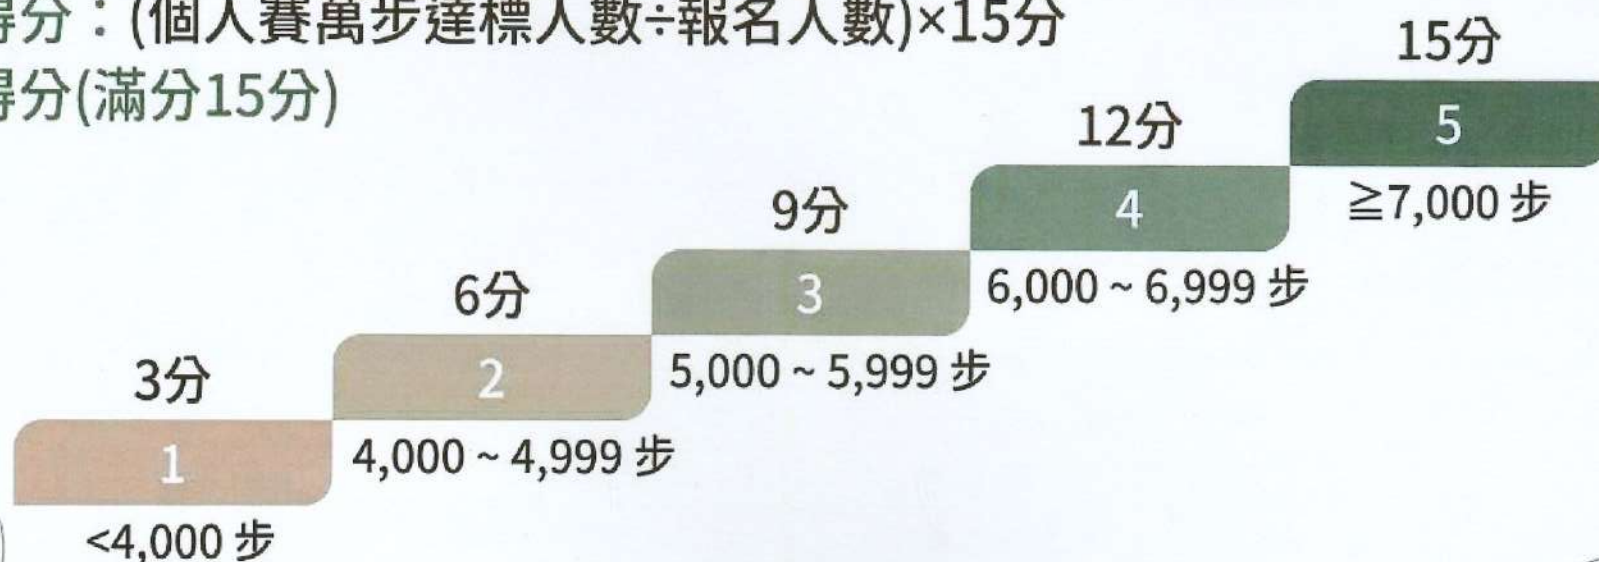 得分：(個人賽萬步達標人數÷報名人數)×15分
得分(滿分15分)
15分
5
≧7,000 步
12分
4
6,000 ~ 6,999 步
9分
3
5,000 ~ 5,999 步
6分
2
4,000 ~ 4,999 步
3分
1
<4,000 步